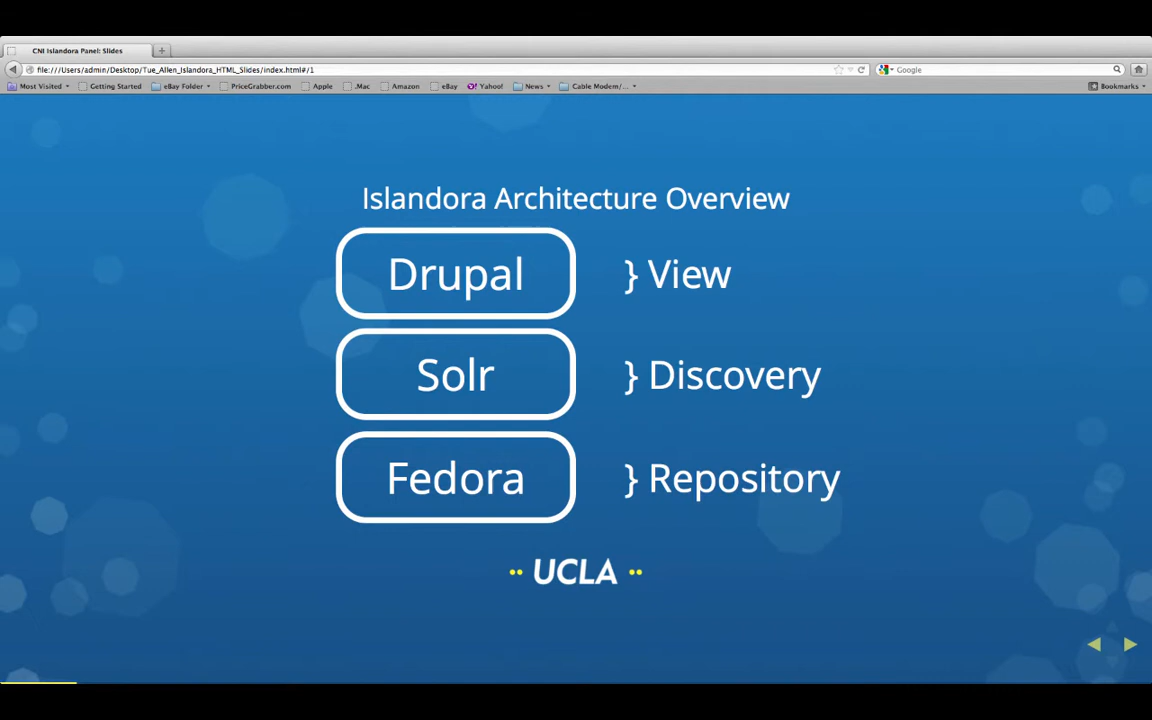 CNI Islandora Panel: Slides
file:///Users/admin/Desktop/Tue_Allen_Islandora_HTML_Slides/index.html#/1
Google
Most Visited
Getting Started
eBay Folder
PriceGrabber.com
Apple
.Mac
Amazon
eBay
Yahoo!
News
Cable Modem/...
Bookmarks
Islandora Architecture Overview
Drupal } View
Solr } Discovery
Fedora } Repository
•• UCLA ••